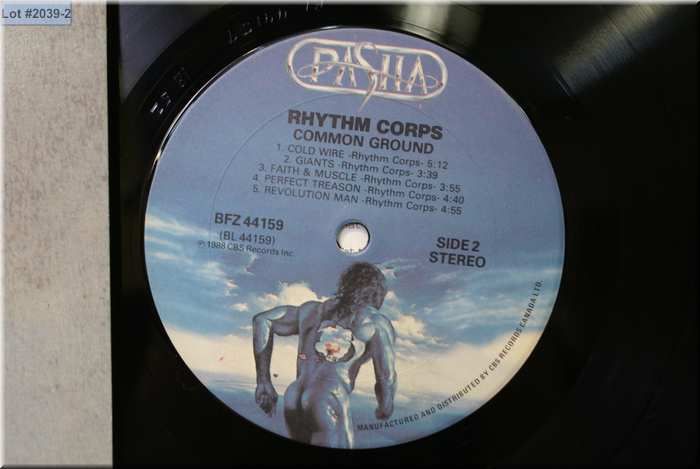 Lot #2039-2
PASHA
RHYTHM CORPS
COMMON GROUND
1. COLD WIRE -Rhythm Corps- 5:12
2. GIANTS -Rhythm Corps- 3:39
3. FAITH & MUSCLE -Rhythm Corps- 3:55
4. PERFECT TREASON -Rhythm Corps- 4:40
5. REVOLUTION MAN -Rhythm Corps- 4:55
BFZ 44159
(BL 44159)
℗ 1988 CBS Records Inc.
SIDE 2
STEREO
MANUFACTURED AND DISTRIBUTED BY CBS RECORDS CANADA LTD.